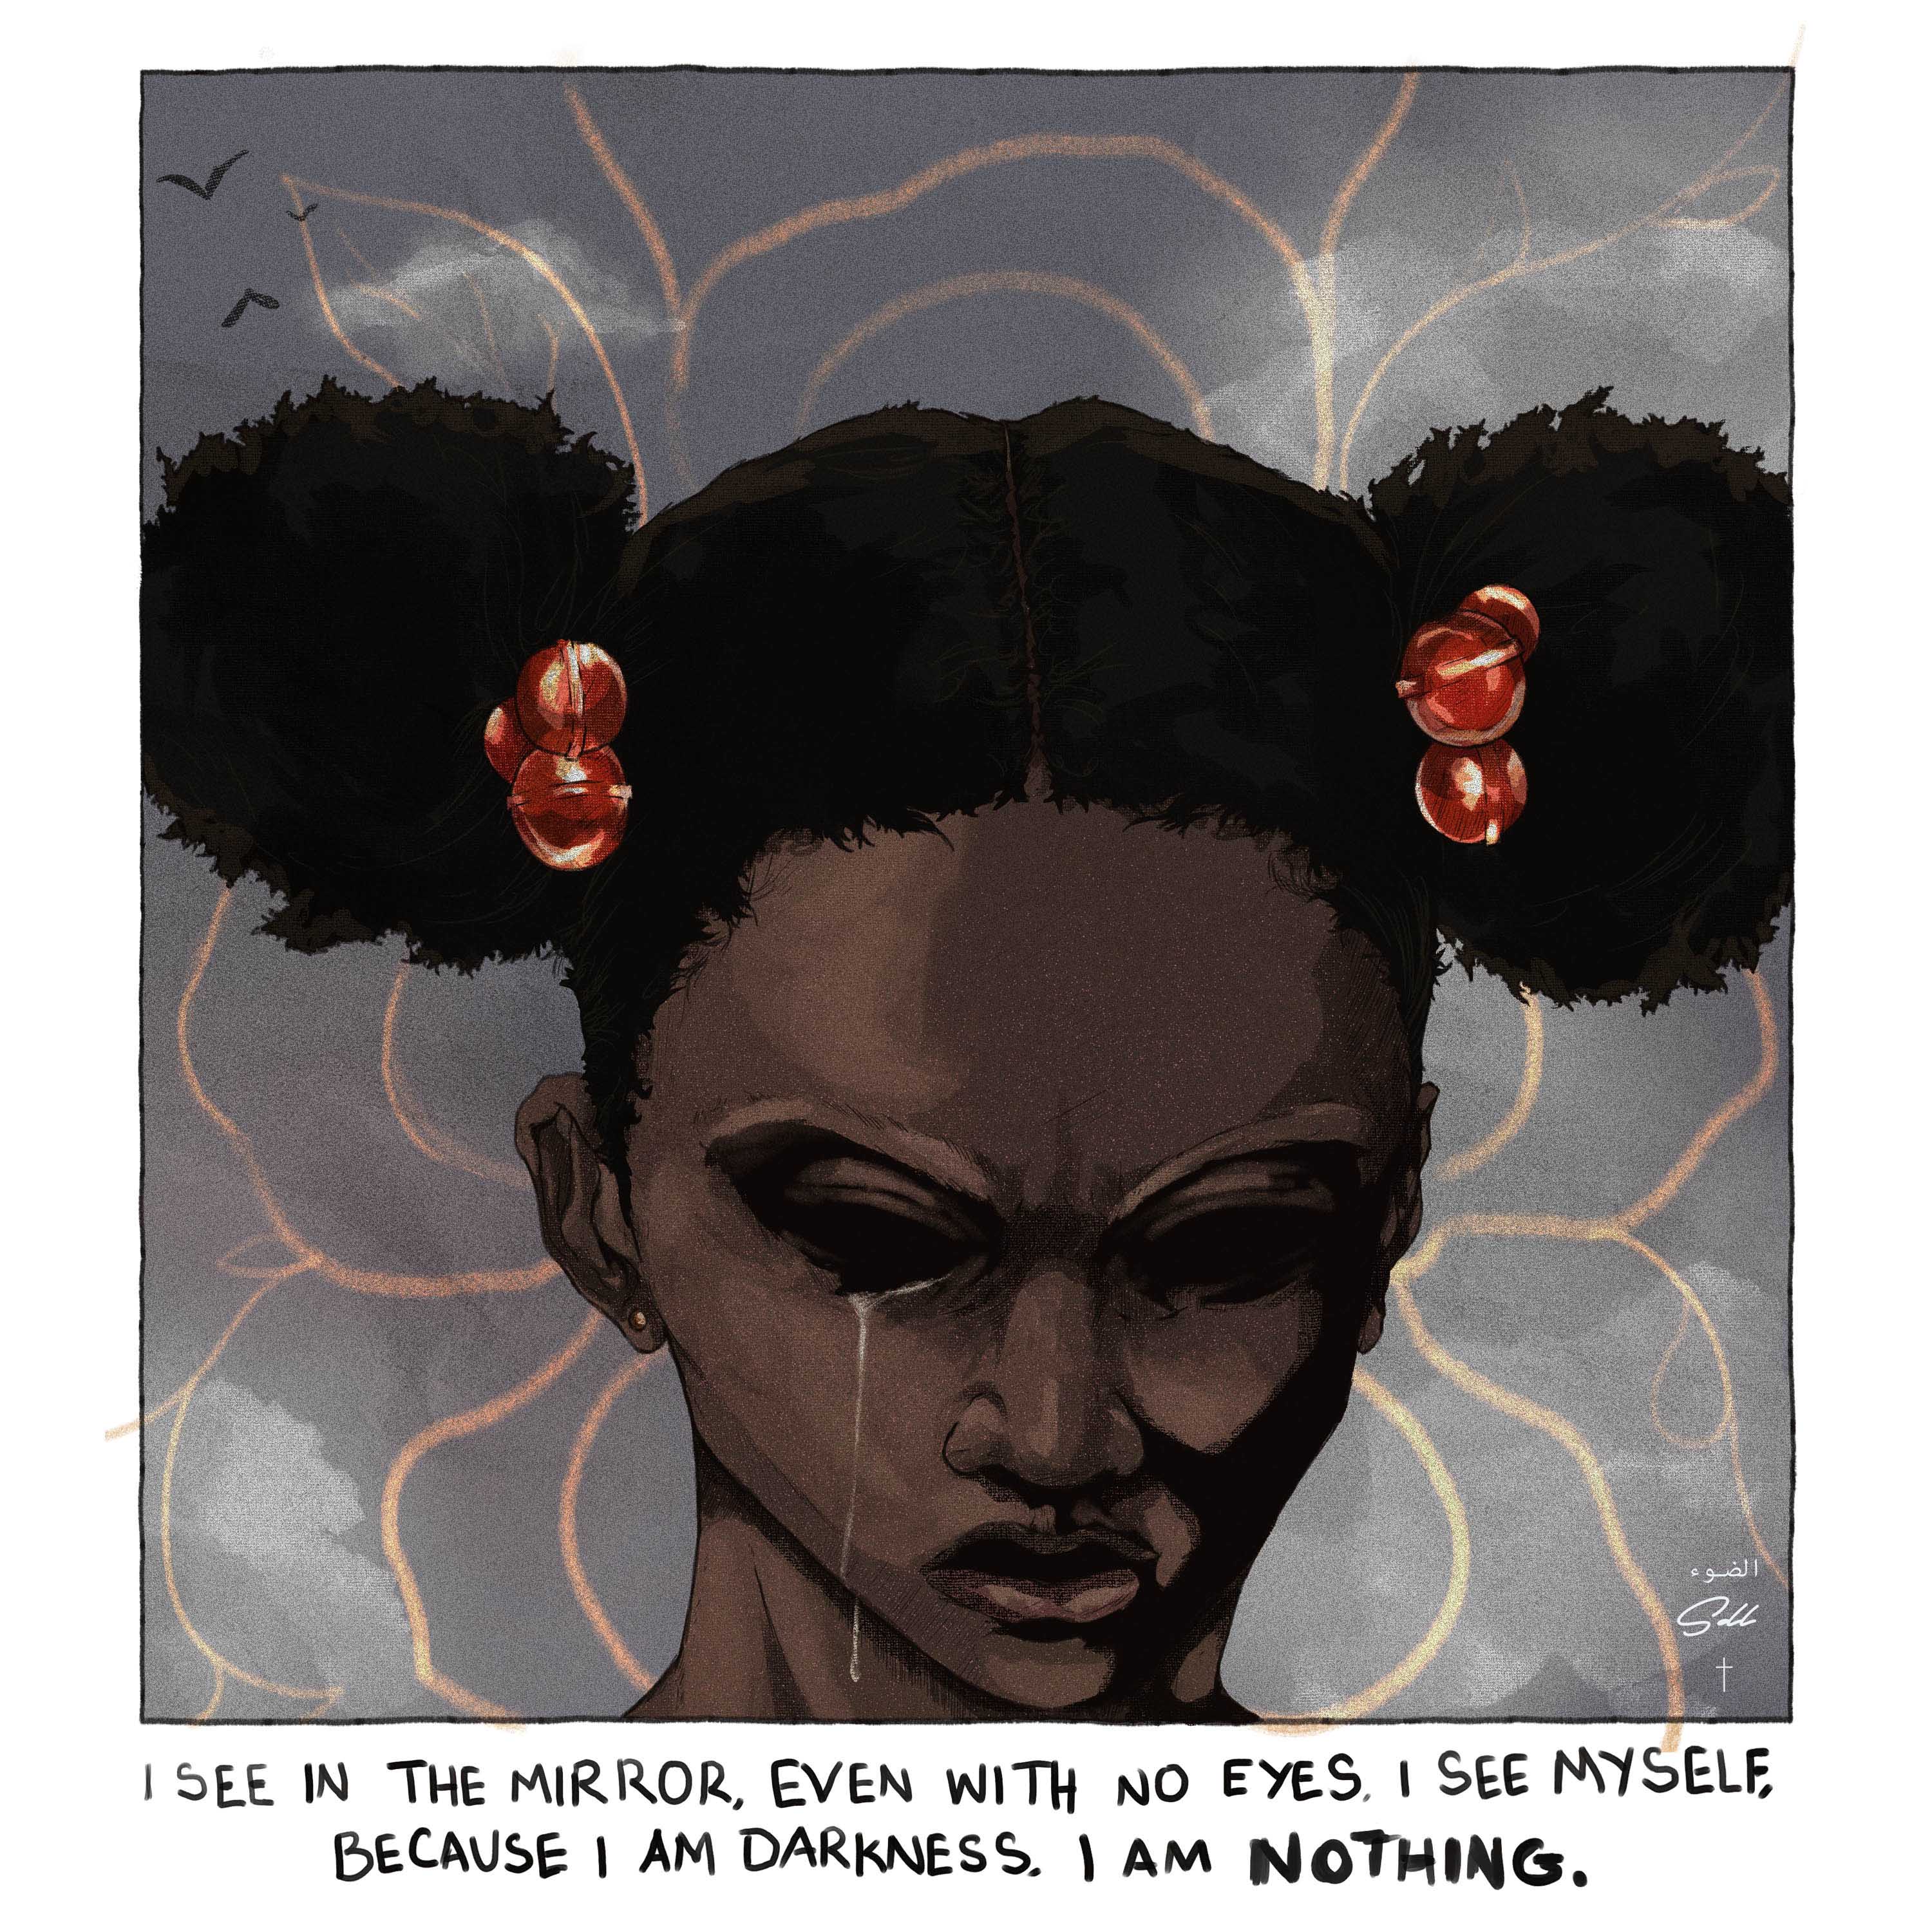 الضوء
I SEE IN THE MIRROR, EVEN WITH NO EYES. I SEE MYSELF,
BECAUSE I AM DARKNESS. I AM NOTHING.